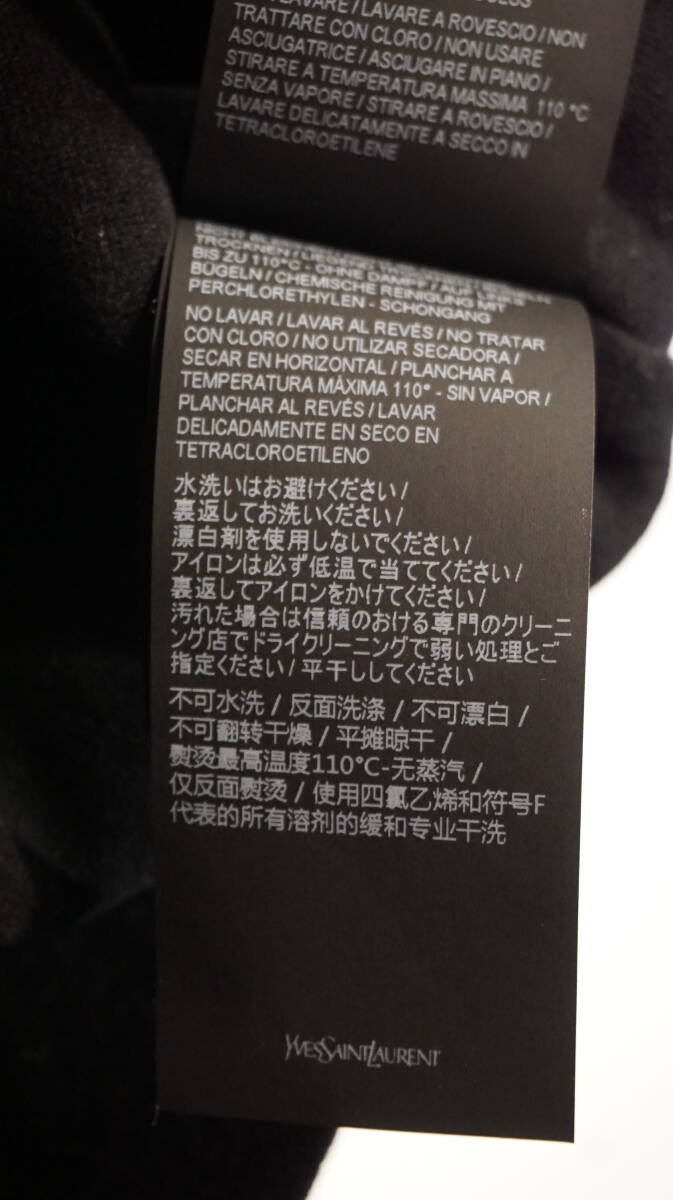 LAVARE / LAVARE A ROVESCIO / NON
TRATTARE CON CLORO / NON USARE
ASCIUGATRICE / ASCIUGARE IN PIANO /
STIRARE A TEMPERATURA MASSIMA 110 °C
SENZA VAPORE / STIRARE A ROVESCIO /
LAVARE DELICATAMENTE A SECCO IN
TETRACLOROETILENE
TROCKNEN /
BIS ZU 110°C - OHNE DAMPF / AUF LINKS
BÜGELN / CHEMISCHE REINIGUNG MIT
PERCHLORETHYLEN - SCHONGANG
NO LAVAR / LAVAR AL REVÉS / NO TRATAR
CON CLORO / NO UTILIZAR SECADORA /
SECAR EN HORIZONTAL / PLANCHAR A
TEMPERATURA MÁXIMA 110° - SIN VAPOR /
PLANCHAR AL REVÉS / LAVAR
DELICADAMENTE EN SECO EN
TETRACLOROETILENO
水洗いはお避けください/
裏返してお洗いください/
漂白剤を使用しないでください/
アイロンは必ず低温で当ててください/
裏返してアイロンをかけてください/
汚れた場合は信頼のおける専門のクリーニ
ング店でドライクリーニングで弱い処理とご
指定ください/ 平干ししてください
不可水洗 / 反面洗涤 / 不可漂白 /
不可翻转干燥 / 平摊晾干 /
熨烫最高温度110°C-无蒸汽 /
仅反面熨烫 / 使用四氯乙烯和符号F
代表的所有溶剂的缓和专业干洗
YVESSAINTLAURENT